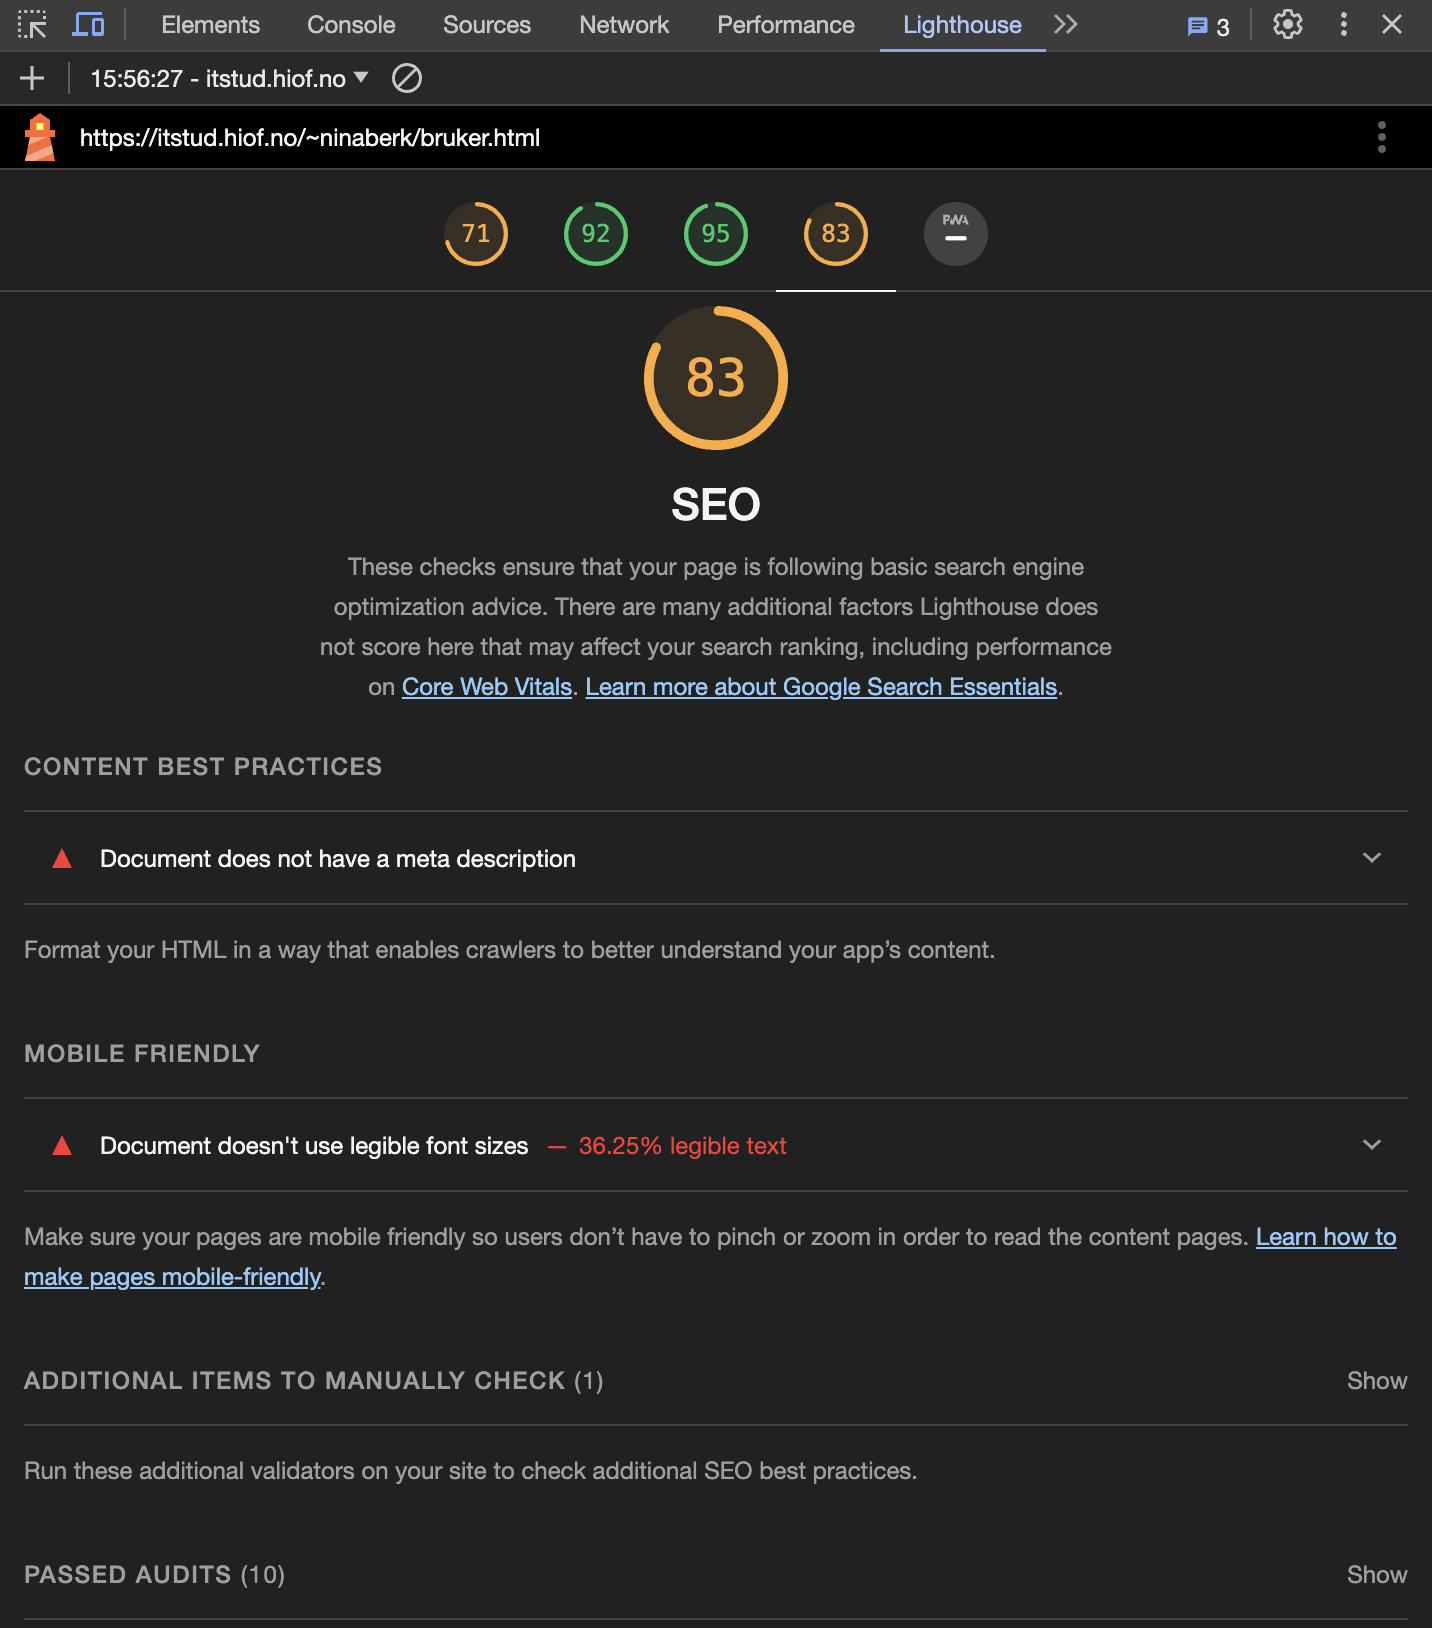 Elements Console Sources Network Performance Lighthouse 3
15:56:27 - itstud.hiof.no
https://itstud.hiof.no/~ninaberk/bruker.html
71 92 95 83 PWA
83
SEO
These checks ensure that your page is following basic search engine
optimization advice. There are many additional factors Lighthouse does
not score here that may affect your search ranking, including performance
on Core Web Vitals. Learn more about Google Search Essentials.
CONTENT BEST PRACTICES
Document does not have a meta description
Format your HTML in a way that enables crawlers to better understand your app’s content.
MOBILE FRIENDLY
Document doesn't use legible font sizes — 36.25% legible text
Make sure your pages are mobile friendly so users don’t have to pinch or zoom in order to read the content pages. Learn how to
make pages mobile-friendly.
ADDITIONAL ITEMS TO MANUALLY CHECK (1) Show
Run these additional validators on your site to check additional SEO best practices.
PASSED AUDITS (10) Show